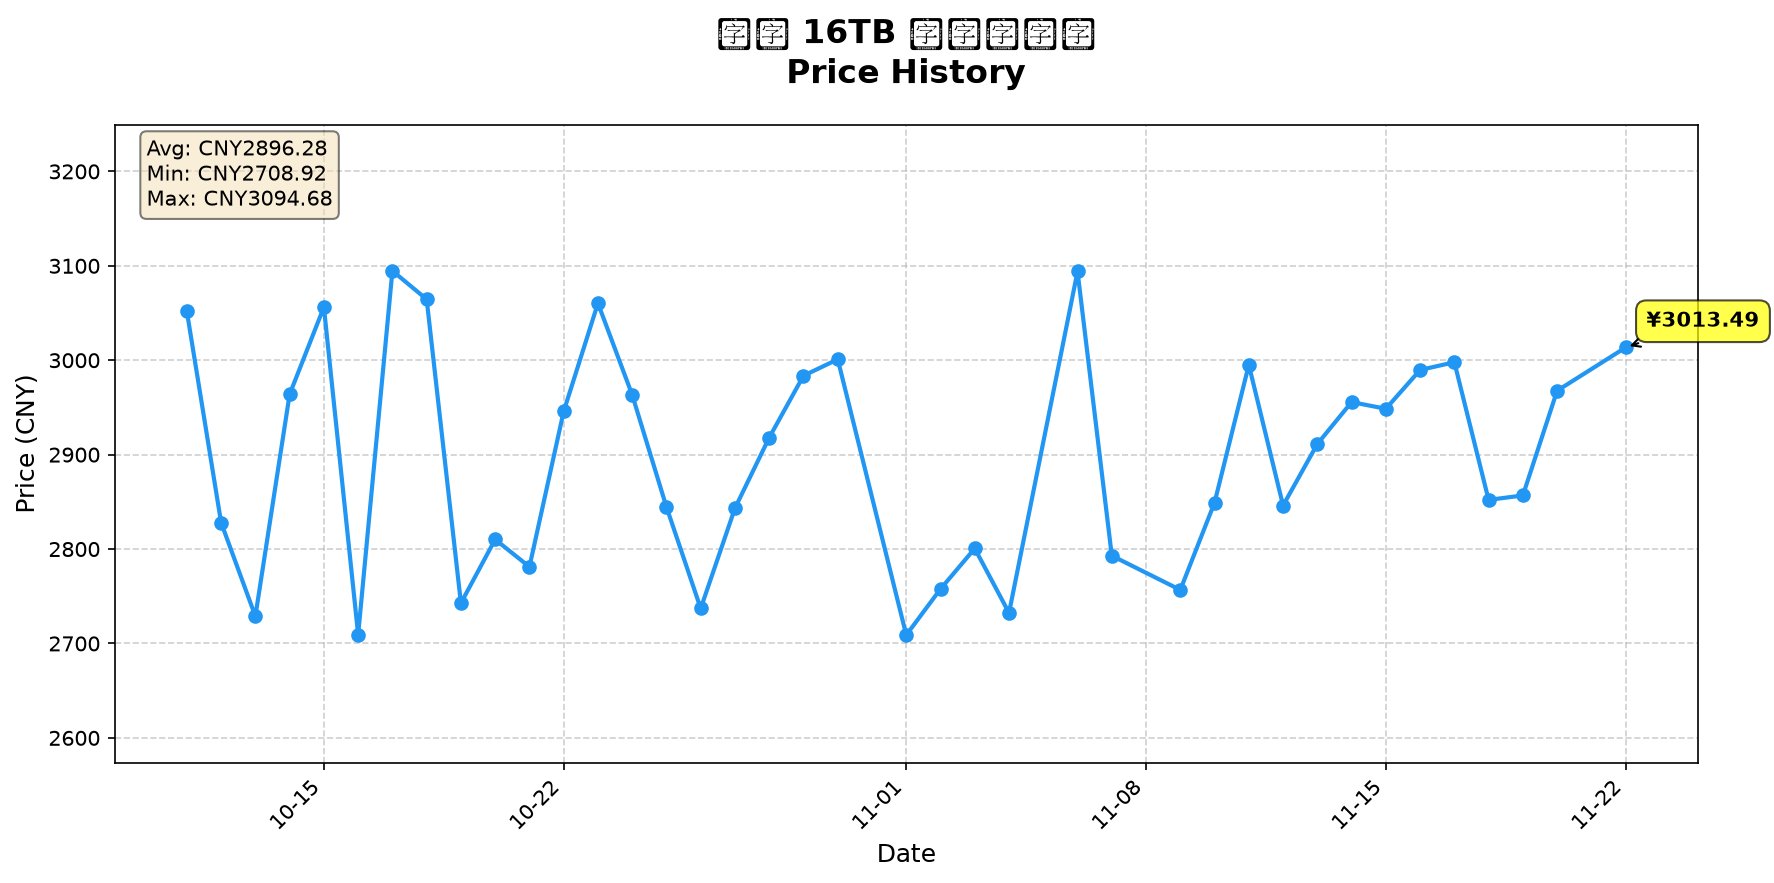 16TB
Price History
Avg: CNY2896.28
Min: CNY2708.92
Max: CNY3094.68
3200
3100
3000
2900
2800
2700
2600
Price (CNY)
¥3013.49
10-15
10-22
11-01
11-08
11-15
11-22
Date